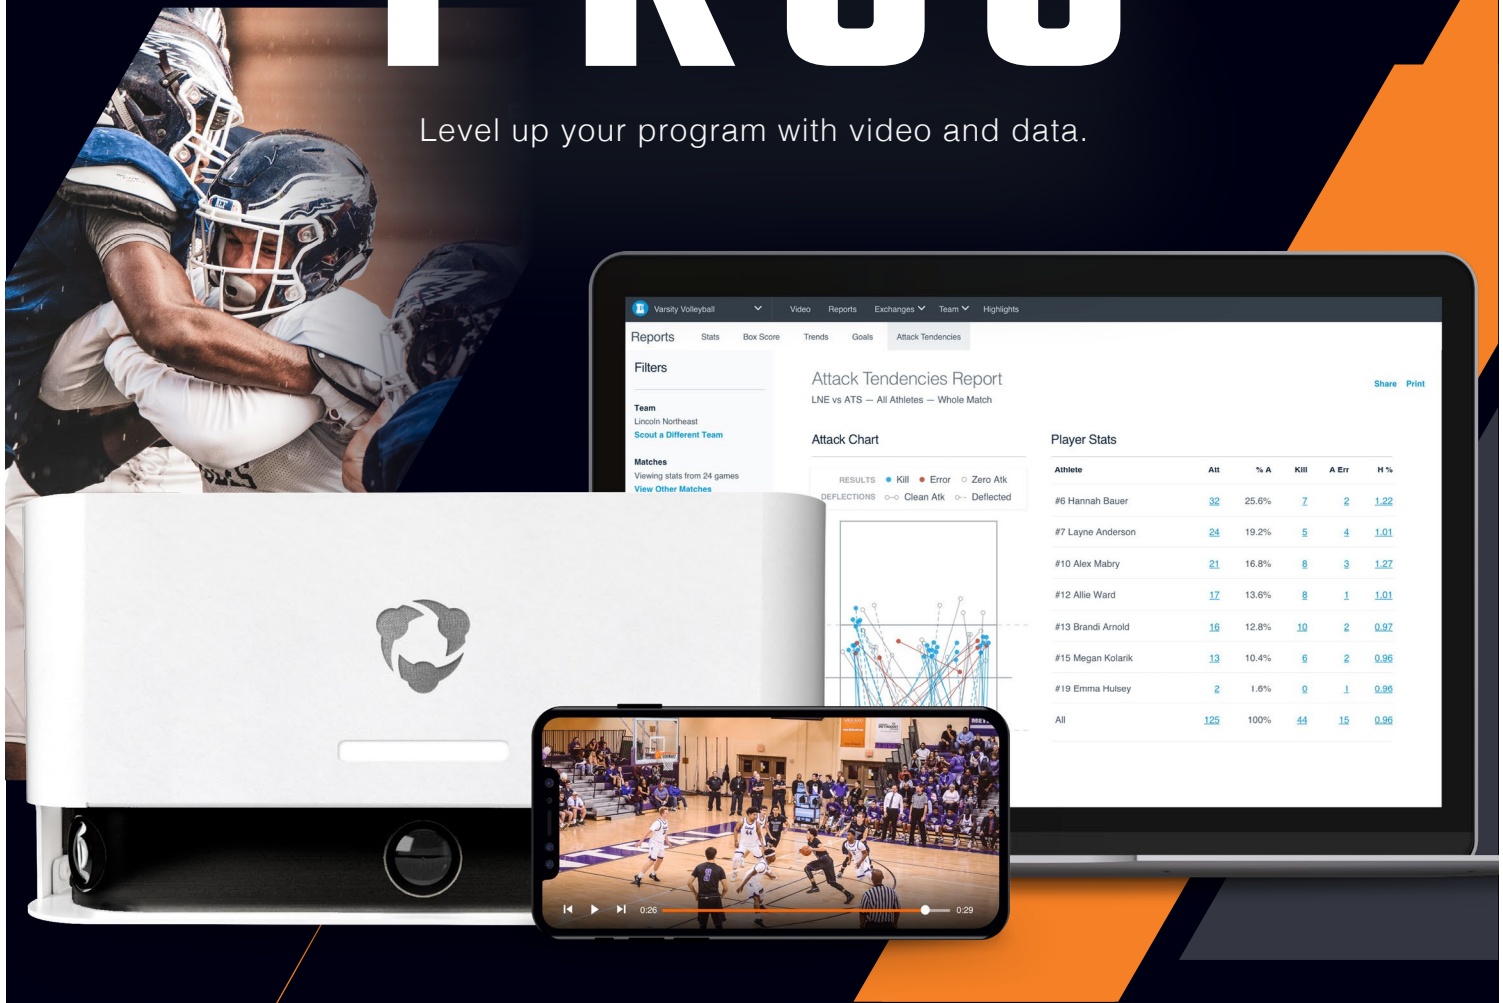 PROS
Level up your program with video and data.
Varsity Volleyball
Video Reports Exchanges Team Highlights
Reports Stats Box Score Trends Goals Attack Tendencies
Filters
Team
Lincoln Northeast
Scout a Different Team
Matches
Viewing stats from 24 games
View Other Matches
Attack Tendencies Report
LNE vs ATS — All Athletes — Whole Match
Share Print
Attack Chart
RESULTS Kill Error Zero Atk
DEFLECTIONS Clean Atk Deflected
Player Stats
Athlete Att % A Kill A Err H %
#6 Hannah Bauer 32 25.6% 7 2 1.22
#7 Layne Anderson 24 19.2% 5 4 1.01
#10 Alex Mabry 21 16.8% 8 3 1.27
#12 Allie Ward 17 13.6% 8 1 1.01
#13 Brandi Arnold 16 12.8% 10 2 0.97
#15 Megan Kolarik 13 10.4% 6 2 0.96
#19 Emma Hulsey 2 1.6% 0 1 0.96
All 125 100% 44 15 0.96
44
0:26 0:29